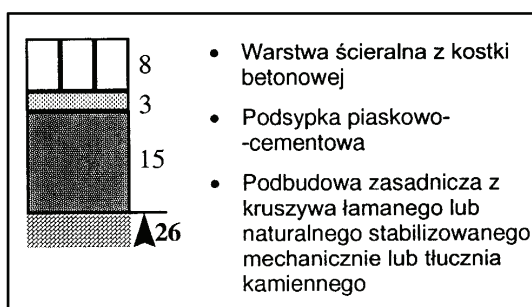 8
3
15
26
• Warstwa ścieralna z kostki
betonowej
• Podsypka piaskowo-
-cementowa
• Podbudowa zasadnicza z
kruszywa łamanego lub
naturalnego stabilizowanego
mechanicznie lub tłucznia
kamiennego